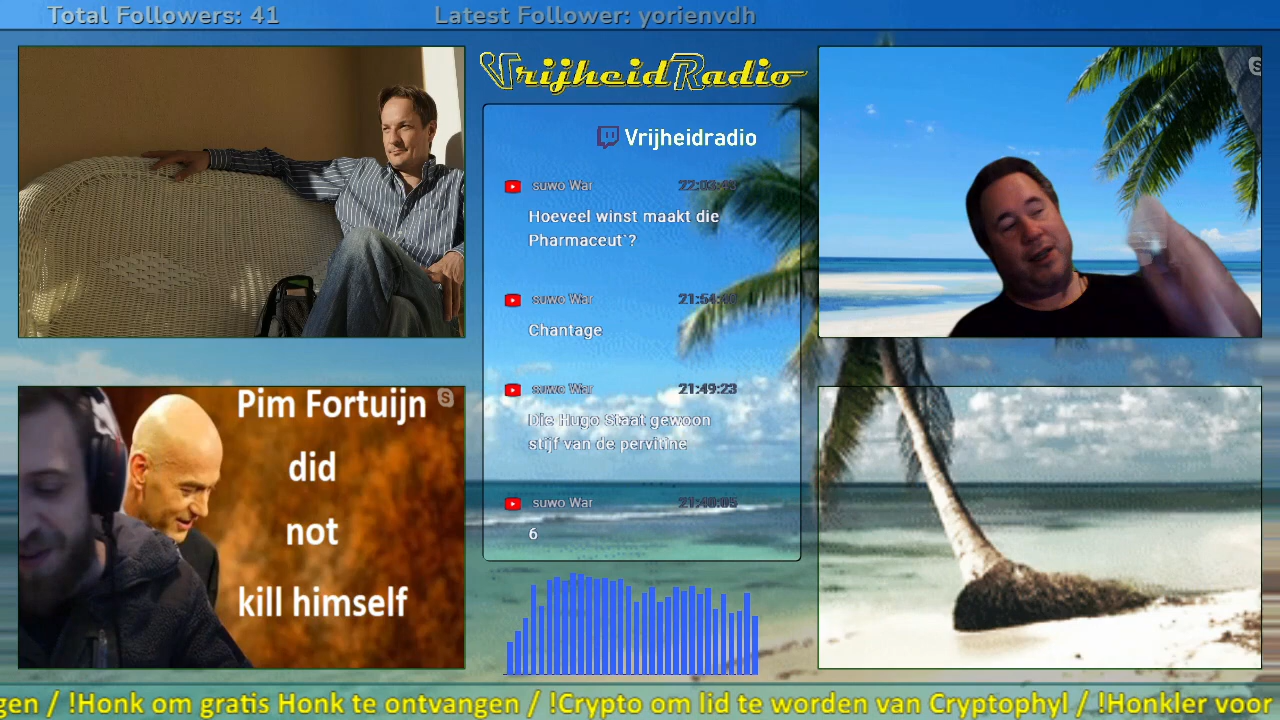 Total Followers: 41
Latest Follower: yorienvdh
VrijheidRadio
Vrijheidradio
suwo War
Hoeveel winst maakt die
Pharmaceut`?
suwo War
Chantage
suwo War 21:49:23
Die Hugo Staat gewoon
stijf van de pervitine
suwo War
6
Pim Fortuijn
did
not
kill himself
gen / !Honk om gratis Honk te ontvangen / !Crypto om lid te worden van Cryptophyl / !Honkler voor